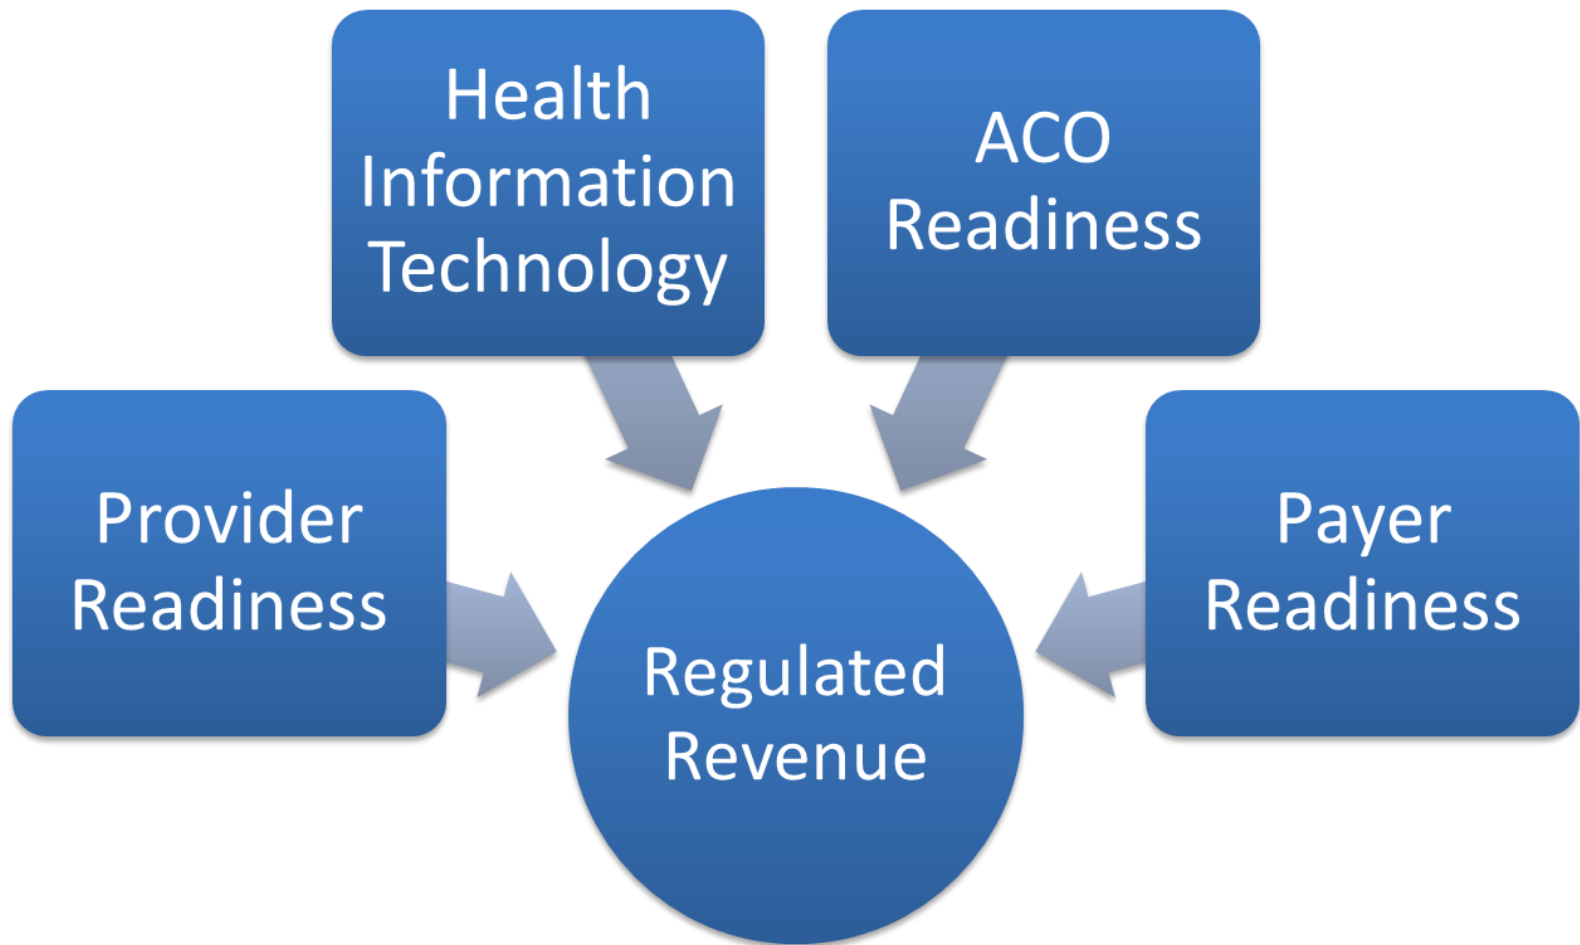 Health
Information
Technology
ACO
Readiness
Provider
Readiness
Payer
Readiness
Regulated
Revenue